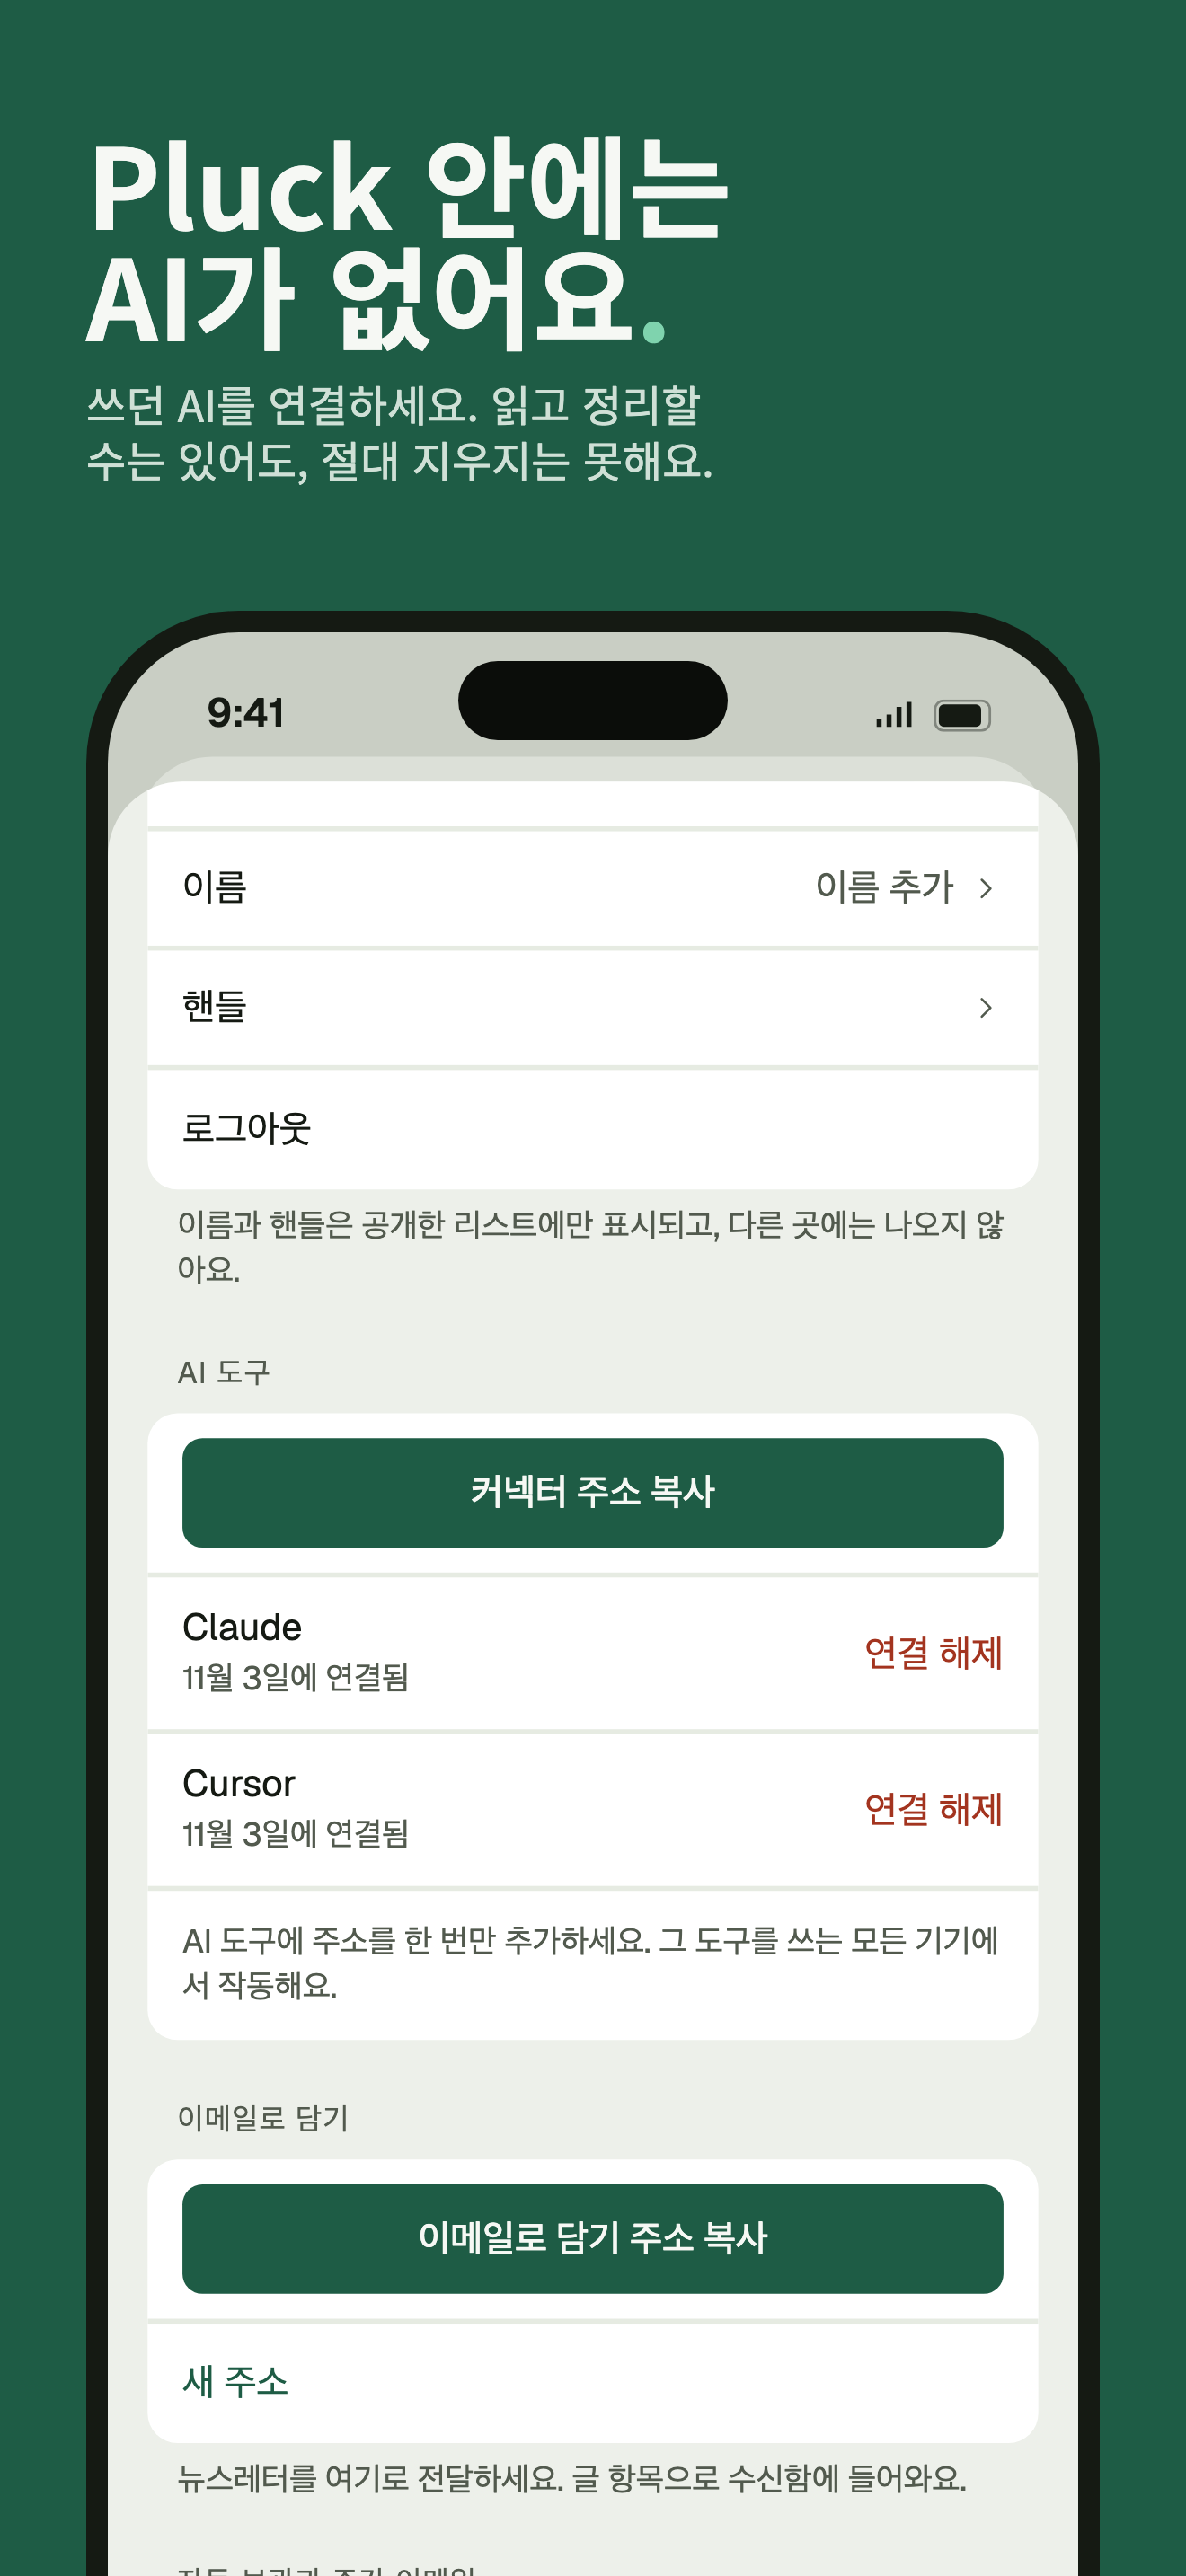 Pluck 안에는
AI가 없어요.
쓰던 AI를 연결하세요. 읽고 정리할
수는 있어도, 절대 지우지는 못해요.
9:41
이름 이름 추가
핸들
로그아웃
이름과 핸들은 공개한 리스트에만 표시되고, 다른 곳에는 나오지 않
아요.
AI 도구
커넥터 주소 복사
Claude
11월 3일에 연결됨
연결 해제
Cursor
11월 3일에 연결됨
연결 해제
AI 도구에 주소를 한 번만 추가하세요. 그 도구를 쓰는 모든 기기에
서 작동해요.
이메일로 담기
이메일로 담기 주소 복사
새 주소
뉴스레터를 여기로 전달하세요. 글 항목으로 수신함에 들어와요.